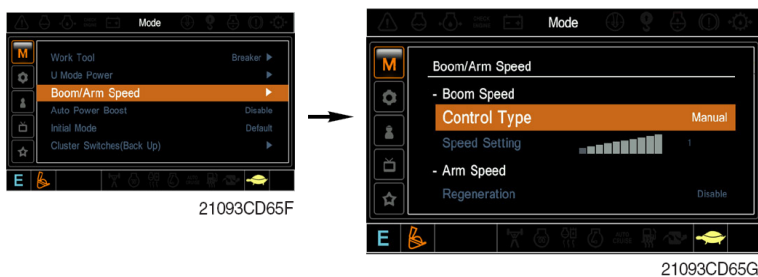 Mode
M
Work Tool Breaker
U Mode Power
Boom/Arm Speed
Auto Power Boost Disable
Initial Mode Default
Cluster Switches(Back Up)
E
21093CD65F
Mode
M
Boom/Arm Speed
- Boom Speed
Control Type Manual
Speed Setting 1
- Arm Speed
Regeneration Disable
E
AUTO
CRUISE
21093CD65G